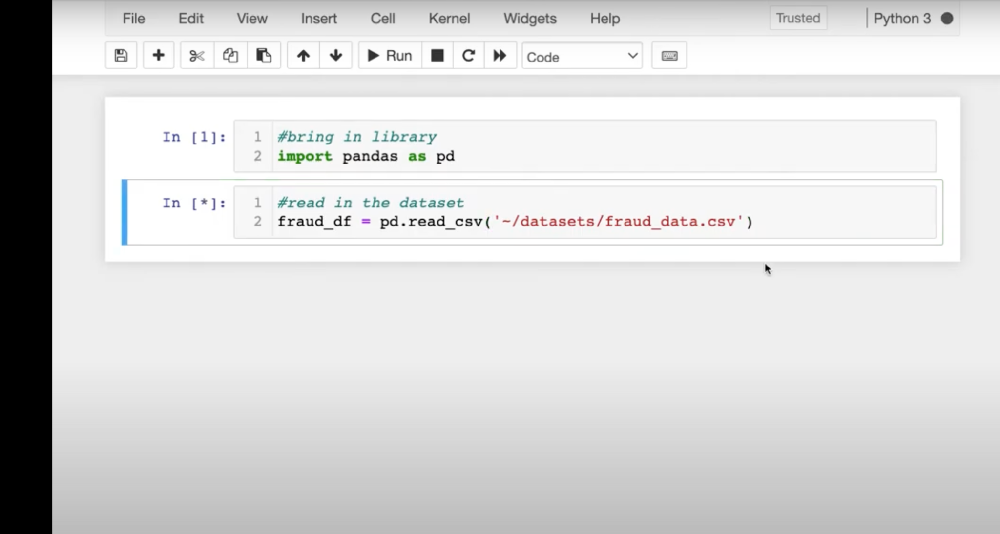 File Edit View Insert Cell Kernel Widgets Help Trusted Python 3
Run Code
In [1]: 1 #bring in library
2 import pandas as pd
In [*]: 1 #read in the dataset
2 fraud_df = pd.read_csv('~/datasets/fraud_data.csv')